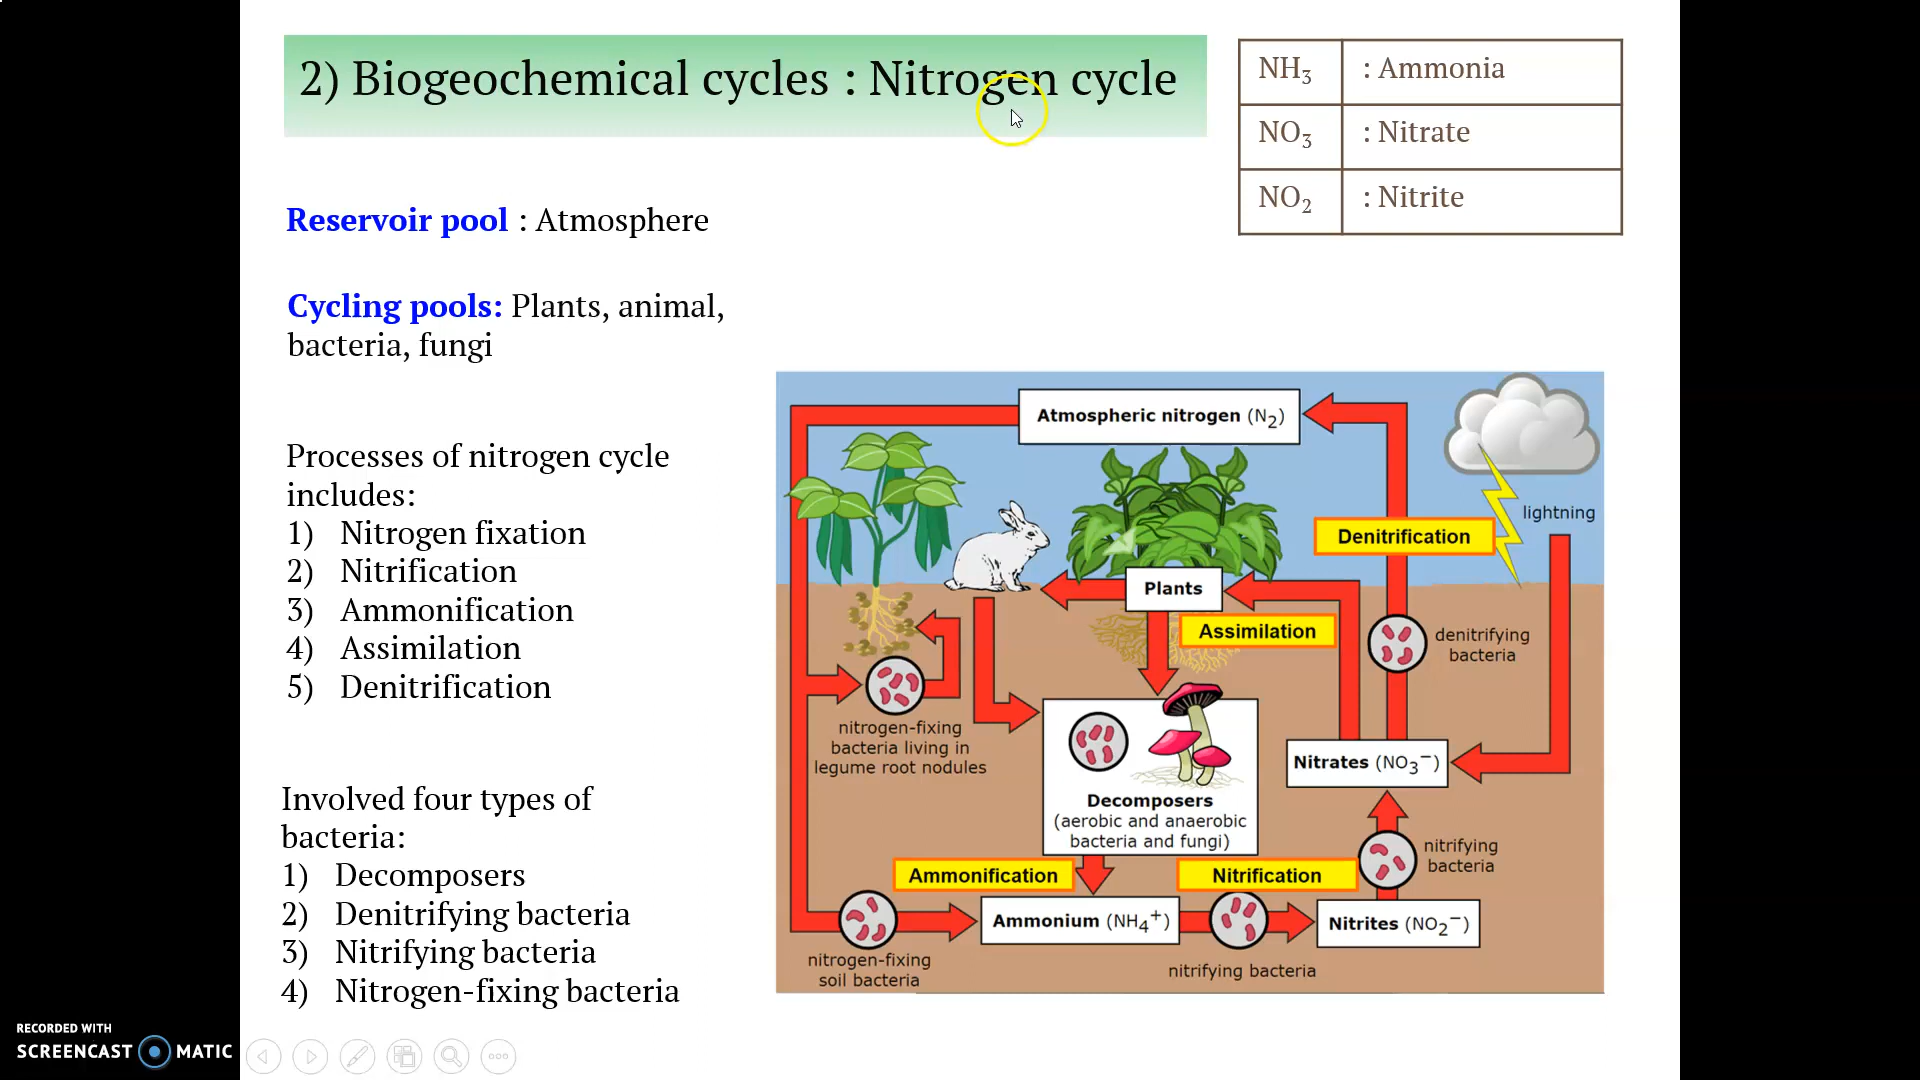 2) Biogeochemical cycles : Nitrogen cycle
NH3 : Ammonia
NO3 : Nitrate
NO2 : Nitrite
Reservoir pool : Atmosphere
Cycling pools: Plants, animal,
bacteria, fungi
Processes of nitrogen cycle
includes:
1) Nitrogen fixation
2) Nitrification
3) Ammonification
4) Assimilation
5) Denitrification
Involved four types of
bacteria:
1) Decomposers
2) Denitrifying bacteria
3) Nitrifying bacteria
4) Nitrogen-fixing bacteria
Atmospheric nitrogen (N2)
lightning
Denitrification
Plants
Assimilation
denitrifying
bacteria
nitrogen-fixing
bacteria living in
legume root nodules
Nitrates (NO3−)
Decomposers
(aerobic and anaerobic
bacteria and fungi)
nitrifying
bacteria
Ammonification
Nitrification
Ammonium (NH4+)
Nitrites (NO2−)
nitrogen-fixing
soil bacteria
nitrifying bacteria
RECORDED WITH
SCREENCAST MATIC